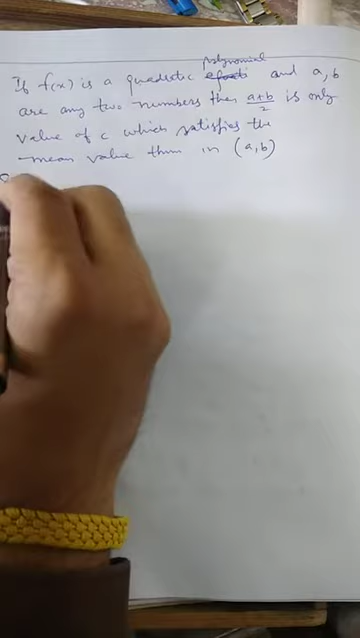 polynomial
If f(x) is a quadratic and a, b
are any two numbers then a+b/2 is only
value of c which satisfies the
mean value thm in (a,b)